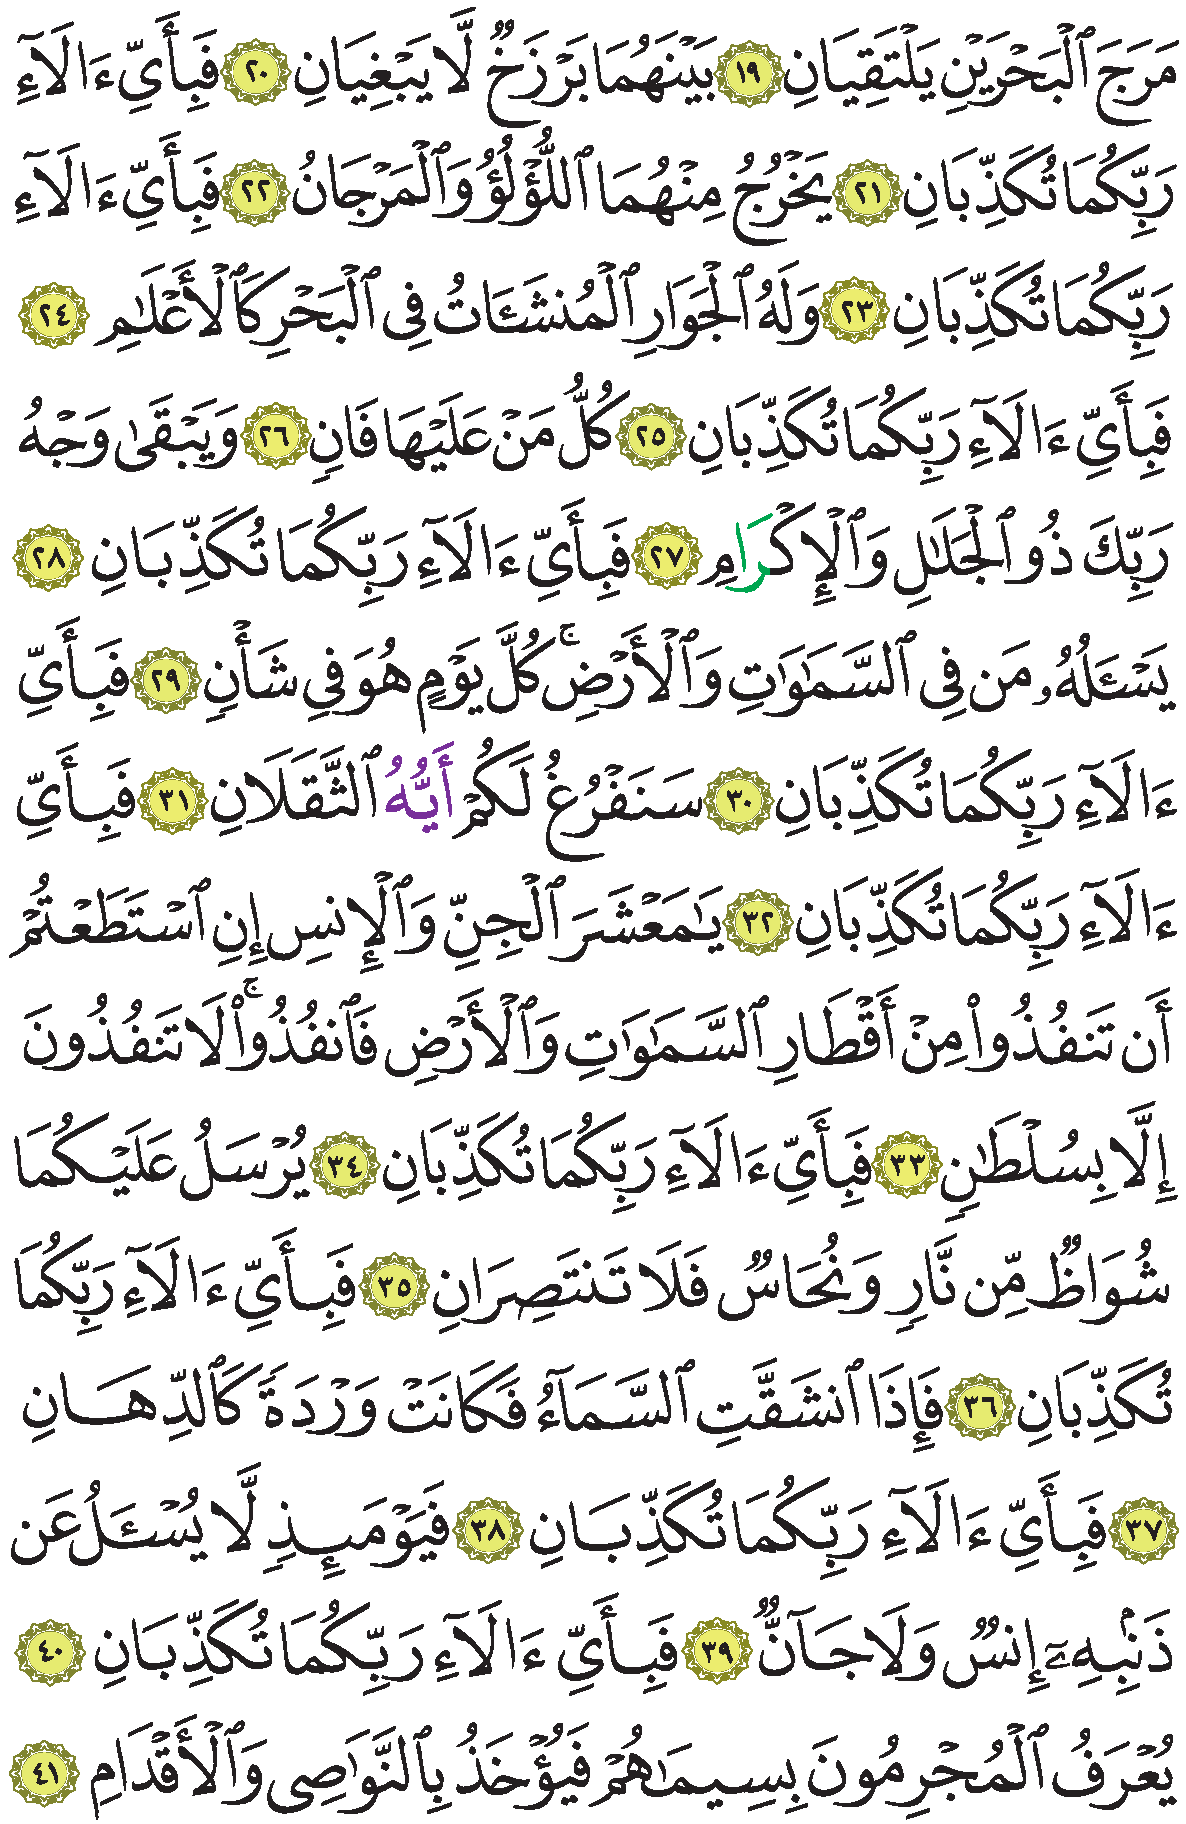 مَرَجَ ٱلۡبَحۡرَيۡنِ يَلۡتَقِيَانِ ١٩ بَيۡنَهُمَا بَرۡزَخٞ لَّا يَبۡغِيَانِ ٢٠ فَبِأَيِّ ءَالَآءِ
رَبِّكُمَا تُكَذِّبَانِ ٢١ يَخۡرُجُ مِنۡهُمَا ٱللُّؤۡلُؤُ وَٱلۡمَرۡجَانُ ٢٢ فَبِأَيِّ ءَالَآءِ
رَبِّكُمَا تُكَذِّبَانِ ٢٣ وَلَهُ ٱلۡجَوَارِ ٱلۡمُنشَـَٔاتُ فِي ٱلۡبَحۡرِ كَٱلۡأَعۡلَٰمِ ٢٤
فَبِأَيِّ ءَالَآءِ رَبِّكُمَا تُكَذِّبَانِ ٢٥ كُلُّ مَنۡ عَلَيۡهَا فَانٖ ٢٦ وَيَبۡقَىٰ وَجۡهُ
رَبِّكَ ذُو ٱلۡجَلَٰلِ وَٱلۡإِكۡرَامِ ٢٧ فَبِأَيِّ ءَالَآءِ رَبِّكُمَا تُكَذِّبَانِ ٢٨
يَسۡـَٔلُهُۥ مَن فِي ٱلسَّمَٰوَٰتِ وَٱلۡأَرۡضِۚ كُلَّ يَوۡمٍ هُوَ فِي شَأۡنٖ ٢٩ فَبِأَيِّ
ءَالَآءِ رَبِّكُمَا تُكَذِّبَانِ ٣٠ سَنَفۡرُغُ لَكُمۡ أَيُّهَ ٱلثَّقَلَانِ ٣١ فَبِأَيِّ
ءَالَآءِ رَبِّكُمَا تُكَذِّبَانِ ٣٢ يَٰمَعۡشَرَ ٱلۡجِنِّ وَٱلۡإِنسِ إِنِ ٱسۡتَطَعۡتُمۡ
أَن تَنفُذُواْ مِنۡ أَقۡطَارِ ٱلسَّمَٰوَٰتِ وَٱلۡأَرۡضِ فَٱنفُذُواْۚ لَا تَنفُذُونَ
إِلَّا بِسُلۡطَٰنٖ ٣٣ فَبِأَيِّ ءَالَآءِ رَبِّكُمَا تُكَذِّبَانِ ٣٤ يُرۡسَلُ عَلَيۡكُمَا
شُوَاظٞ مِّن نَّارٖ وَنُحَاسٞ فَلَا تَنتَصِرَانِ ٣٥ فَبِأَيِّ ءَالَآءِ رَبِّكُمَا
تُكَذِّبَانِ ٣٦ فَإِذَا ٱنشَقَّتِ ٱلسَّمَآءُ فَكَانَتۡ وَرۡدَةٗ كَٱلدِّهَانِ
٣٧ فَبِأَيِّ ءَالَآءِ رَبِّكُمَا تُكَذِّبَانِ ٣٨ فَيَوۡمَئِذٖ لَّا يُسۡـَٔلُ عَن
ذَنۢبِهِۦٓ إِنسٞ وَلَا جَآنّٞ ٣٩ فَبِأَيِّ ءَالَآءِ رَبِّكُمَا تُكَذِّبَانِ ٤٠
يُعۡرَفُ ٱلۡمُجۡرِمُونَ بِسِيمَٰهُمۡ فَيُؤۡخَذُ بِٱلنَّوَٰصِي وَٱلۡأَقۡدَامِ ٤١